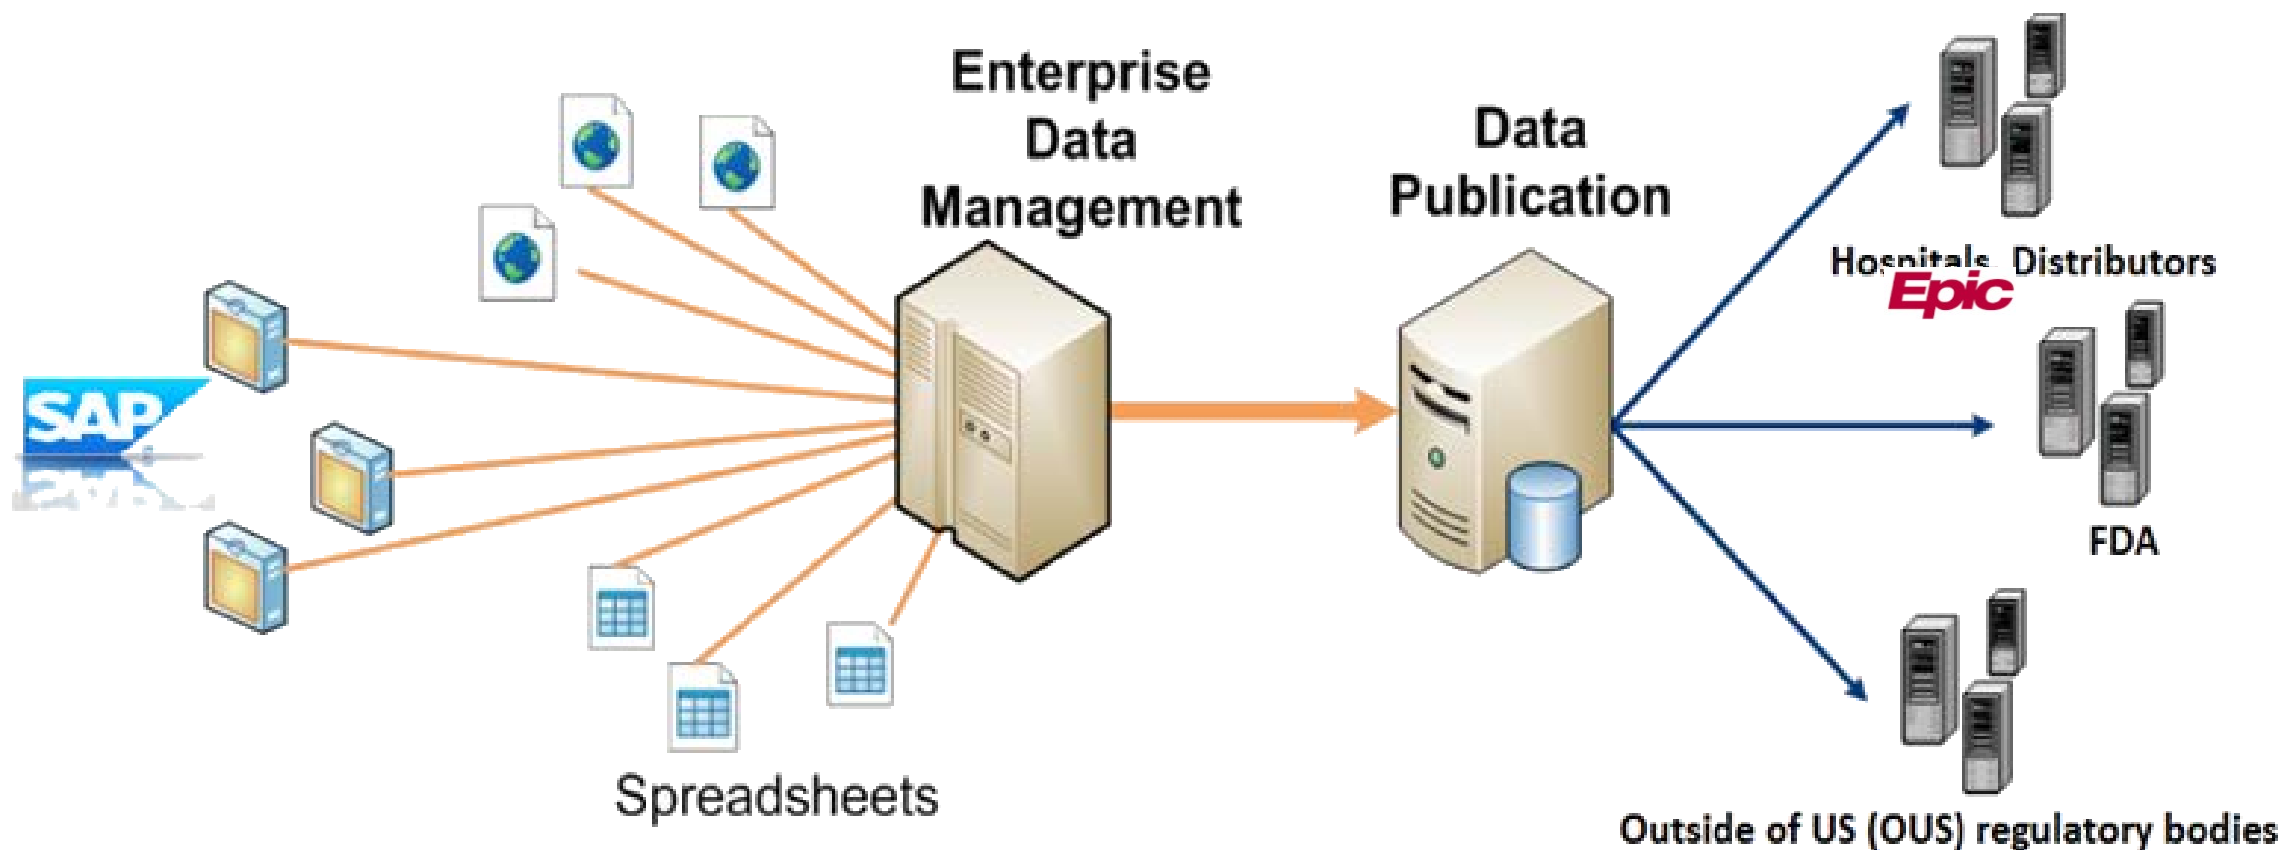 Enterprise
Data
Management
Data
Publication
Hospitals, Distributors
Epic
SAP
FDA
Spreadsheets
Outside of US (OUS) regulatory bodies